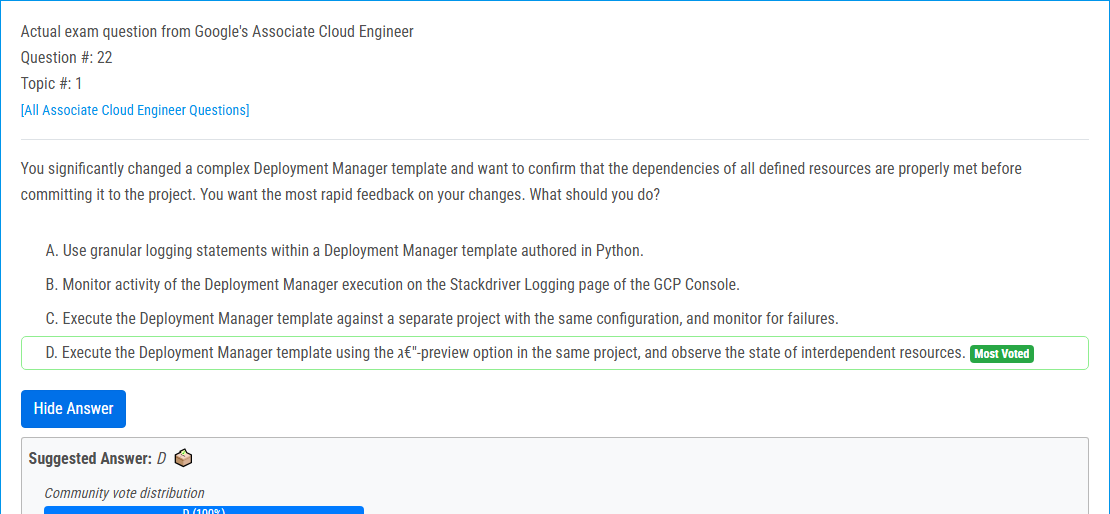 Actual exam question from Google's Associate Cloud Engineer
Question #: 22
Topic #: 1
[All Associate Cloud Engineer Questions]
You significantly changed a complex Deployment Manager template and want to confirm that the dependencies of all defined resources are properly met before
committing it to the project. You want the most rapid feedback on your changes. What should you do?
A. Use granular logging statements within a Deployment Manager template authored in Python.
B. Monitor activity of the Deployment Manager execution on the Stackdriver Logging page of the GCP Console.
C. Execute the Deployment Manager template against a separate project with the same configuration, and monitor for failures.
D. Execute the Deployment Manager template using the ג€"-preview option in the same project, and observe the state of interdependent resources. Most Voted
Hide Answer
Suggested Answer: D
Community vote distribution
D (100%)